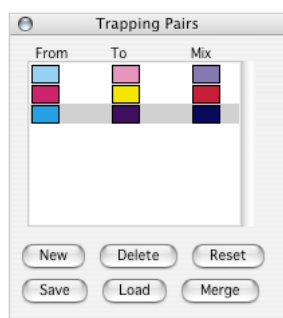 Trapping Pairs
From To Mix
New Delete Reset
Save Load Merge